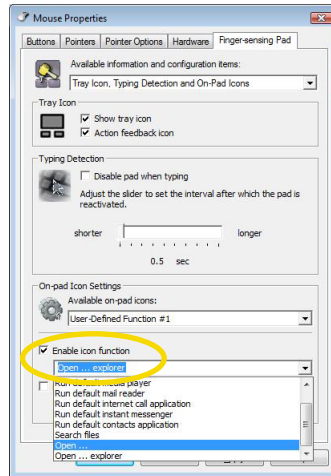 Mouse Properties
Buttons Pointers Pointer Options Hardware Finger-sensing Pad
Available information and configuration items:
Tray Icon, Typing Detection and On-Pad Icons
Tray Icon
Show tray icon
Action feedback icon
Typing Detection
Disable pad when typing
Adjust the slider to set the interval after which the pad is
reactivated.
shorter longer
0.5 sec
On-pad Icon Settings
Available on-pad icons:
User-Defined Function #1
Enable icon function
Open ... explorer
Run default media player
Run default mail reader
Run default internet call application
Run default instant messenger
Run default contacts application
Search files
Open ...
Open ... explorer